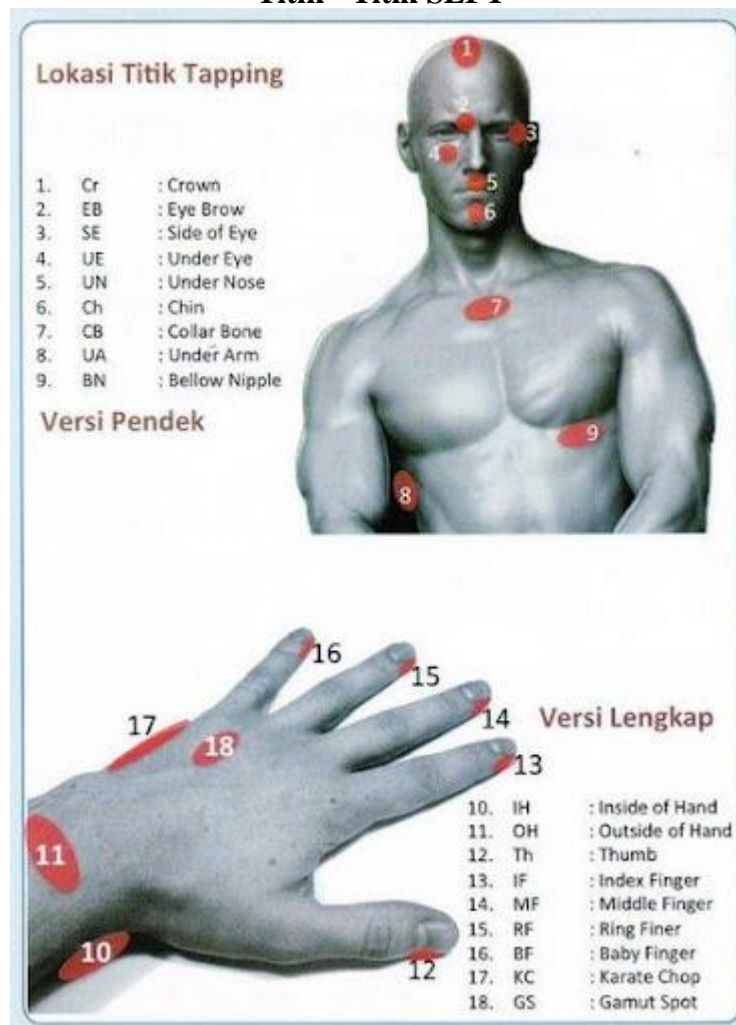 Lokasi Titik Tapping
1
2
3
4
5
6
7
8
9
1. Cr : Crown
2. EB : Eye Brow
3. SE : Side of Eye
4. UE : Under Eye
5. UN : Under Nose
6. Ch : Chin
7. CB : Collar Bone
8. UA : Under Arm
9. BN : Bellow Nipple
Versi Pendek
16
15
14
13
17
18
11
10
12
Versi Lengkap
10. IH : Inside of Hand
11. OH : Outside of Hand
12. Th : Thumb
13. IF : Index Finger
14. MF : Middle Finger
15. RF : Ring Finer
16. BF : Baby Finger
17. KC : Karate Chop
18. GS : Gamut Spot